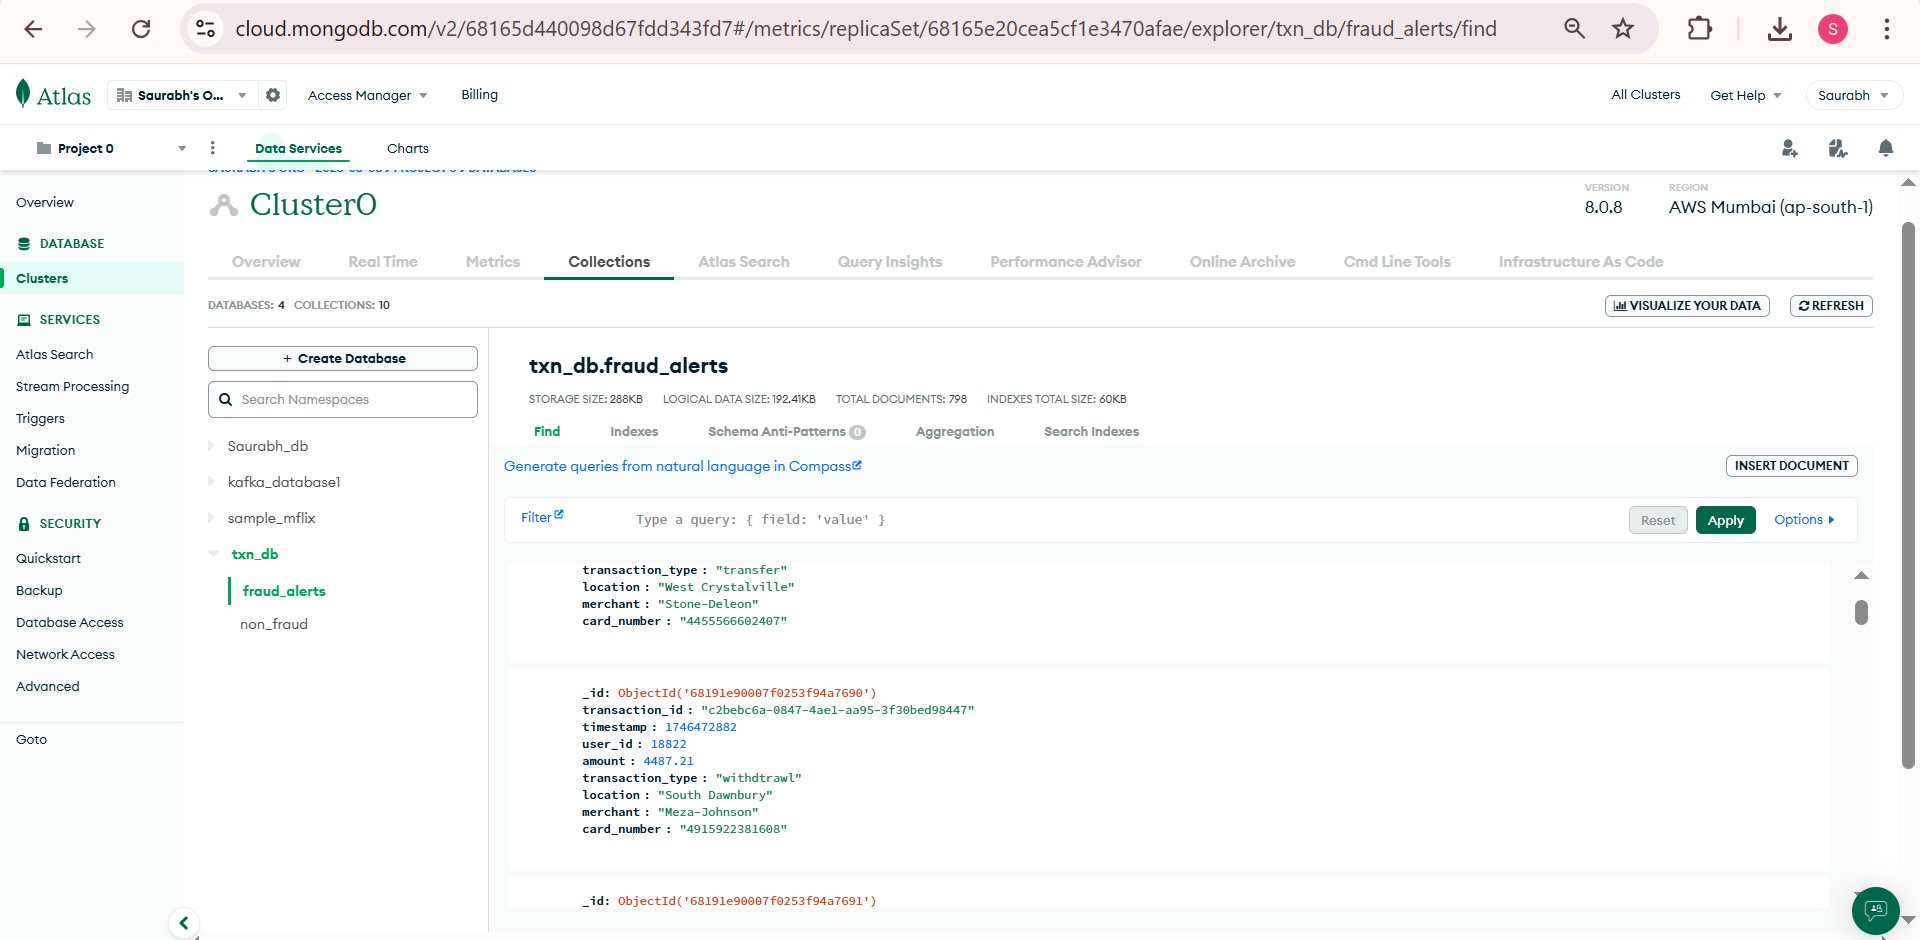 cloud.mongodb.com/v2/68165d440098d67fdd343fd7#/metrics/replicaSet/68165e20cea5cf1e3470afae/explorer/txn_db/fraud_alerts/find
S
Atlas
Saurabh's O...
Access Manager
Billing
All Clusters
Get Help
Saurabh
Project 0
Data Services
Charts
Overview
DATABASE
Clusters
SERVICES
Atlas Search
Stream Processing
Triggers
Migration
Data Federation
SECURITY
Quickstart
Backup
Database Access
Network Access
Advanced
Goto
Cluster0
VERSION
8.0.8
REGION
AWS Mumbai (ap-south-1)
Overview
Real Time
Metrics
Collections
Atlas Search
Query Insights
Performance Advisor
Online Archive
Cmd Line Tools
Infrastructure As Code
DATABASES: 4 COLLECTIONS: 10
VISUALIZE YOUR DATA
REFRESH
+ Create Database
Search Namespaces
Saurabh_db
kafka_database1
sample_mflix
txn_db
fraud_alerts
non_fraud
txn_db.fraud_alerts
STORAGE SIZE: 288KB LOGICAL DATA SIZE: 192.41KB TOTAL DOCUMENTS: 798 INDEXES TOTAL SIZE: 60KB
Find
Indexes
Schema Anti-Patterns 0
Aggregation
Search Indexes
Generate queries from natural language in Compass
INSERT DOCUMENT
Filter
Type a query: { field: 'value' }
Reset
Apply
Options
transaction_type : "transfer"
location : "West Crystalville"
merchant : "Stone-Deleon"
card_number : "4455566602407"
_id: ObjectId('68191e90007f0253f94a7690')
transaction_id : "c2bebc6a-0847-4ae1-aa95-3f30bed98447"
timestamp : 1746472882
user_id : 18822
amount : 4487.21
transaction_type : "withdtrawl"
location : "South Dawnbury"
merchant : "Meza-Johnson"
card_number : "4915922381608"
_id: ObjectId('68191e90007f0253f94a7691')